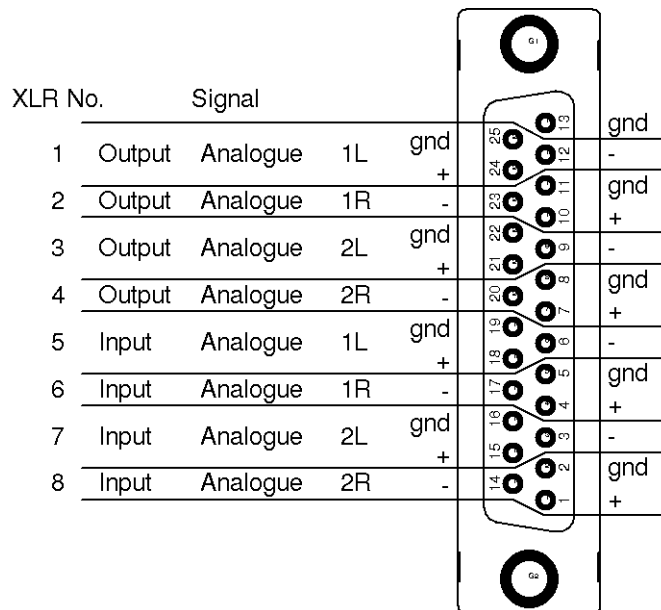 G1
XLR No. Signal
13 gnd
25 gnd
1 Output Analogue 1L 12 -
24 +
11 gnd
2 Output Analogue 1R - 23
10 +
22 gnd
3 Output Analogue 2L 9 -
21 +
8 gnd
4 Output Analogue 2R - 20
7 +
19 gnd
5 Input Analogue 1L 6 -
18 +
5 gnd
6 Input Analogue 1R - 17
4 +
16 gnd
7 Input Analogue 2L 3 -
15 +
2 gnd
8 Input Analogue 2R - 14
1 +
G2